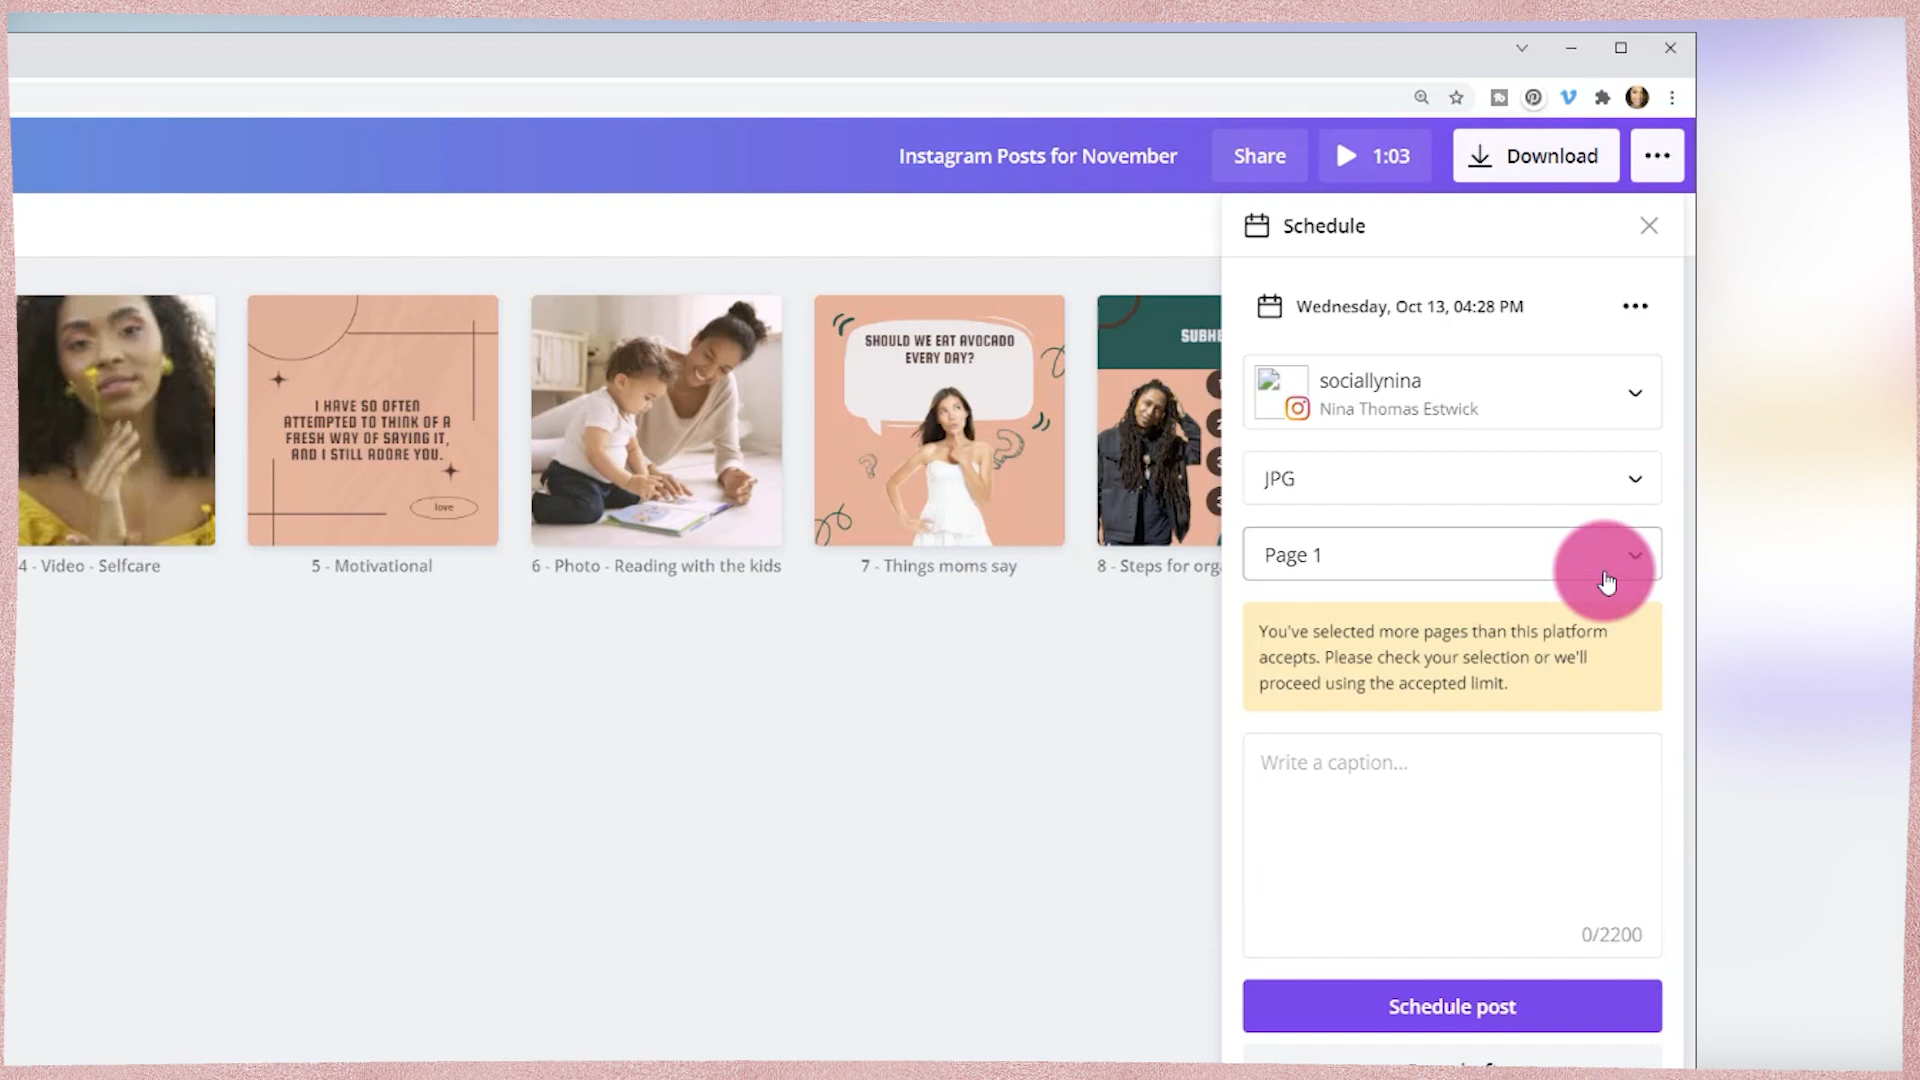 Instagram Posts for November
Share
1:03
Download
Schedule
Wednesday, Oct 13, 04:28 PM
sociallynina
Nina Thomas Estwick
JPG
Page 1
You've selected more pages than this platform
accepts. Please check your selection or we'll
proceed using the accepted limit.
Write a caption...
0/2200
Schedule post
I HAVE SO OFTEN
ATTEMPTED TO THINK OF A
FRESH WAY OF SAYING IT,
AND I STILL ADORE YOU.
love
SHOULD WE EAT AVOCADO
EVERY DAY?
4 - Video - Selfcare
5 - Motivational
6 - Photo - Reading with the kids
7 - Things moms say
8 - Steps for